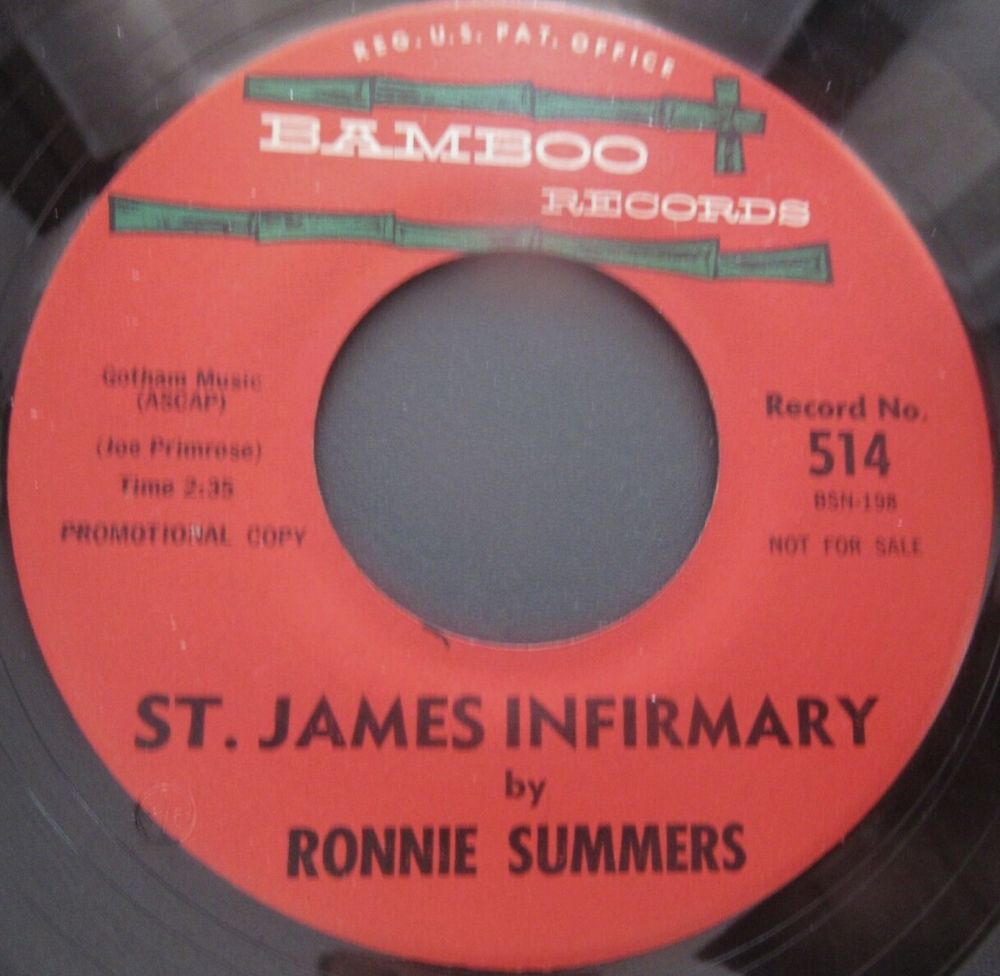 REG. U.S. PAT. OFFICE
BAMBOO
RECORDS
Gotham Music
(ASCAP)
(Joe Primrose)
Time 2:35
PROMOTIONAL COPY
Record No.
514
BSN-198
NOT FOR SALE
ST. JAMES INFIRMARY
by
RONNIE SUMMERS